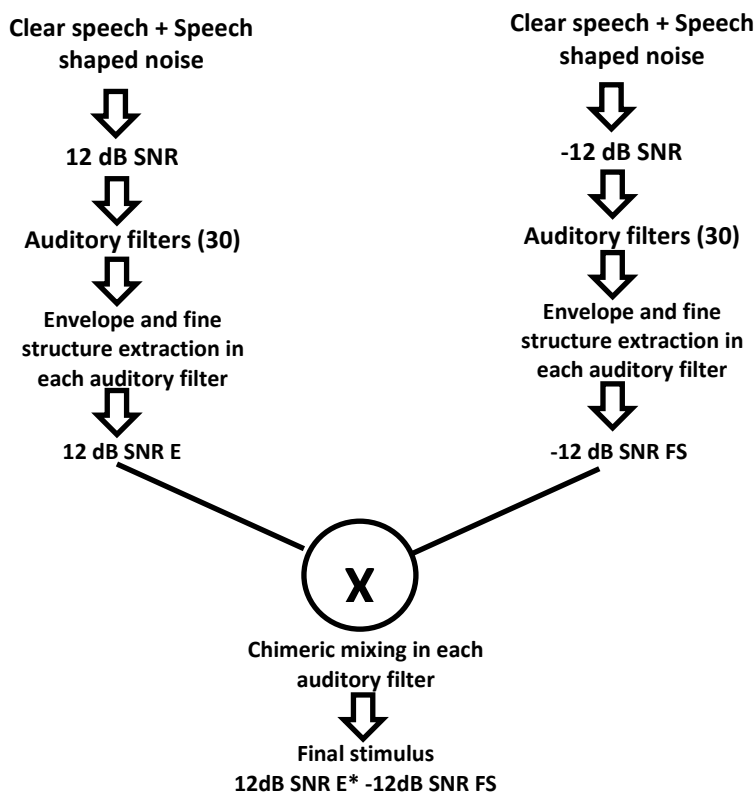 Clear speech + Speech
shaped noise
12 dB SNR
Auditory filters (30)
Envelope and fine
structure extraction in
each auditory filter
12 dB SNR E
Clear speech + Speech
shaped noise
-12 dB SNR
Auditory filters (30)
Envelope and fine
structure extraction in
each auditory filter
-12 dB SNR FS
X
Chimeric mixing in each
auditory filter
Final stimulus
12dB SNR E* -12dB SNR FS